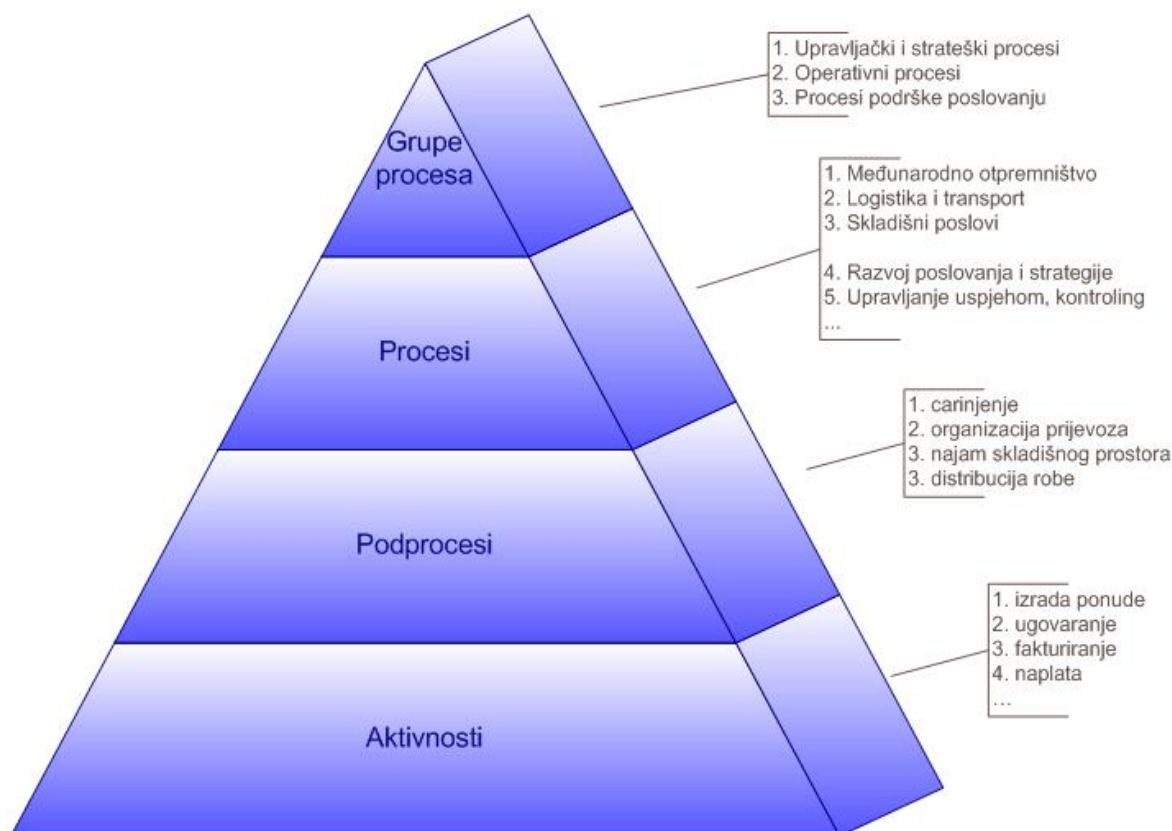 Grupe
procesa
1. Upravljački i strateški procesi
2. Operativni procesi
3. Procesi podrške poslovanju
Procesi
1. Međunarodno otpremništvo
2. Logistika i transport
3. Skladišni poslovi
4. Razvoj poslovanja i strategije
5. Upravljanje uspjehom, kontroling
...
Podprocesi
1. carinjenje
2. organizacija prijevoza
3. najam skladišnog prostora
3. distribucija robe
Aktivnosti
1. izrada ponude
2. ugovaranje
3. fakturiranje
4. naplata
...